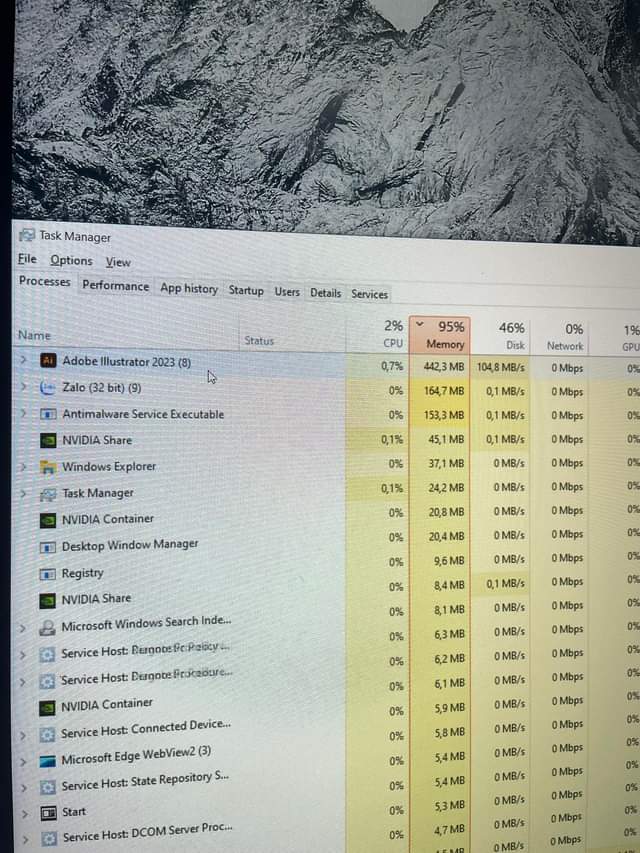 Task Manager
File Options View
Processes Performance App history Startup Users Details Services
2% 95% 46% 0% 1%
Name Status CPU Memory Disk Network GPU
Ai Adobe Illustrator 2023 (8) 0,7% 442,3 MB 104,8 MB/s 0 Mbps 0%
Zalo (32 bit) (9) 0% 164,7 MB 0,1 MB/s 0 Mbps 0%
Antimalware Service Executable 0% 153,3 MB 0,1 MB/s 0 Mbps 0%
NVIDIA Share 0,1% 45,1 MB 0,1 MB/s 0 Mbps 0%
Windows Explorer 0% 37,1 MB 0 MB/s 0 Mbps 0%
Task Manager 0,1% 24,2 MB 0 MB/s 0 Mbps 0%
NVIDIA Container 0% 20,8 MB 0 MB/s 0 Mbps 0%
Desktop Window Manager 0% 20,4 MB 0 MB/s 0 Mbps 0%
Registry 0% 9,6 MB 0 MB/s 0 Mbps 0%
NVIDIA Share 0% 8,4 MB 0,1 MB/s 0 Mbps 0%
Microsoft Windows Search Inde... 0% 8,1 MB 0 MB/s 0 Mbps 0%
Service Host: 0% 6,3 MB 0 MB/s 0 Mbps 0%
Service Host: 0% 6,2 MB 0 MB/s 0 Mbps 0%
NVIDIA Container 0% 6,1 MB 0 MB/s 0 Mbps 0%
Service Host: Connected Device... 0% 5,9 MB 0 MB/s 0 Mbps 0%
Microsoft Edge WebView2 (3) 0% 5,8 MB 0 MB/s 0 Mbps 0%
Service Host: State Repository S... 0% 5,4 MB 0 MB/s 0 Mbps 0%
Start 0% 5,4 MB 0 MB/s 0 Mbps 0%
Service Host: DCOM Server Proc... 0% 5,3 MB 0 MB/s 0 Mbps 0%
0% 4,7 MB 0 MB/s 0 Mbps 0%